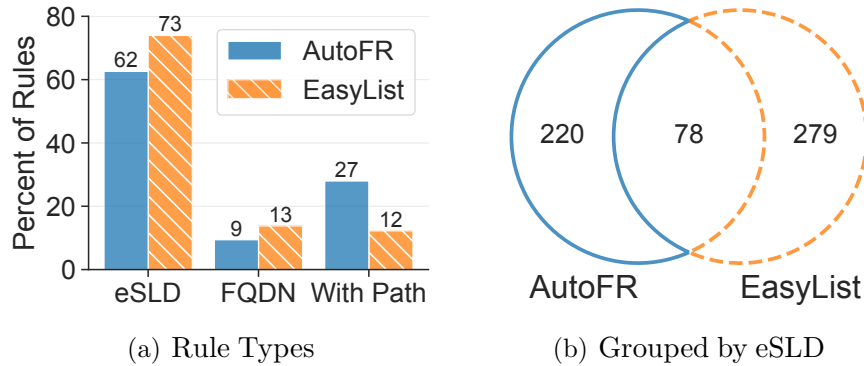 Percent of Rules
80
60
40
20
0
62
73
9
13
27
12
AutoFR
EasyList
eSLD
FQDN
With Path
(a) Rule Types
220
78
279
AutoFR
EasyList
(b) Grouped by eSLD